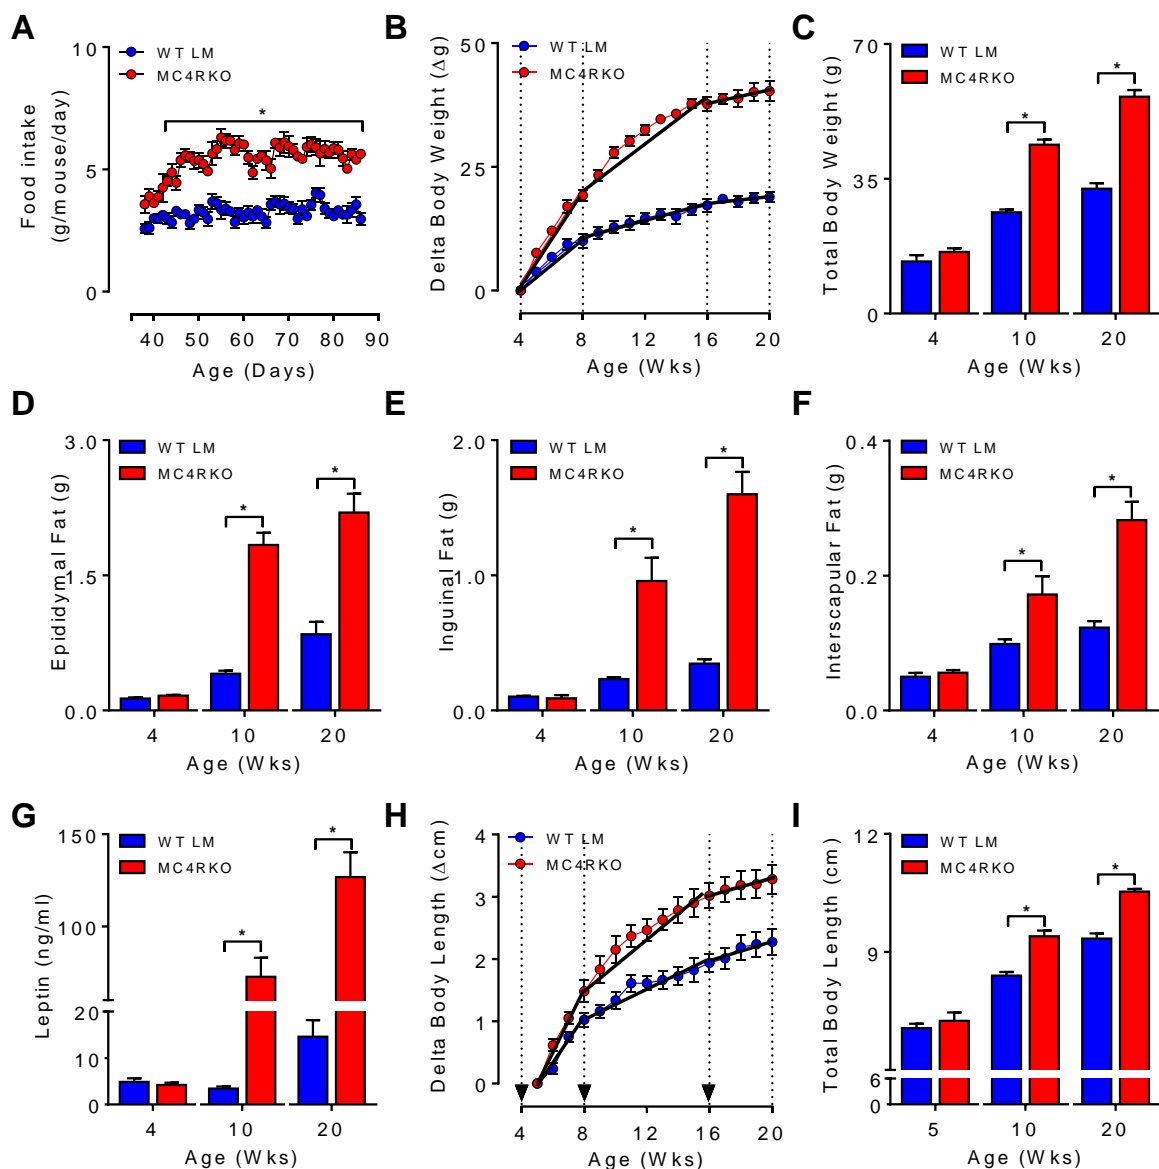 A
WT LM
MC4RKO
*
10
5
0
Food intake
(g/mouse/day)
40 50 60 70 80 90
Age (Days)
B
WT LM
MC4RKO
50
25
0
Delta Body Weight (Δg)
4 8 12 16 20
Age (Wks)
C
WT LM
MC4RKO
* *
70
35
0
Total Body Weight (g)
4 10 20
Age (Wks)
D
WT LM
MC4RKO
* *
3.0
1.5
0.0
Epididymal Fat (g)
4 10 20
Age (Wks)
E
WT LM
MC4RKO
* *
2.0
1.0
0.0
Inguinal Fat (g)
4 10 20
Age (Wks)
F
WT LM
MC4RKO
* *
0.4
0.2
0.0
Interscapular Fat (g)
4 10 20
Age (Wks)
G
WT LM
MC4RKO
* *
150
100
20
10
0
Leptin (ng/ml)
4 10 20
Age (Wks)
H
WT LM
MC4RKO
4
3
2
1
0
Delta Body Length (Δcm)
4 8 12 16 20
Age (Wks)
I
WT LM
MC4RKO
* *
12
9
6
0
Total Body Length (cm)
5 10 20
Age (Wks)